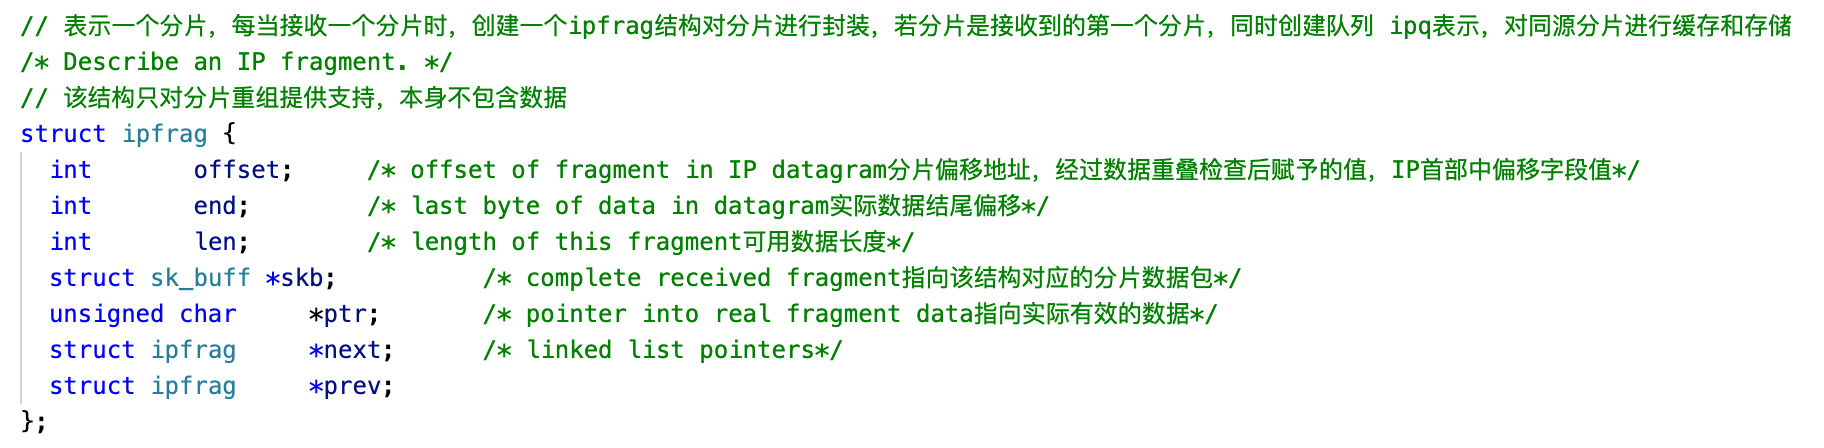 // 表示一个分片，每当接收一个分片时，创建一个ipfrag结构对分片进行封装，若分片是接收到的第一个分片，同时创建队列 ipq表示，对同源分片进行缓存和存储
/* Describe an IP fragment. */
// 该结构只对分片重组提供支持，本身不包含数据
struct ipfrag {
  int       offset;     /* offset of fragment in IP datagram分片偏移地址，经过数据重叠检查后赋予的值，IP首部中偏移字段值*/
  int       end;        /* last byte of data in datagram实际数据结尾偏移*/
  int       len;        /* length of this fragment可用数据长度*/
  struct sk_buff *skb;          /* complete received fragment指向该结构对应的分片数据包*/
  unsigned char     *ptr;       /* pointer into real fragment data指向实际有效的数据*/
  struct ipfrag     *next;      /* linked list pointers*/
  struct ipfrag     *prev;
};